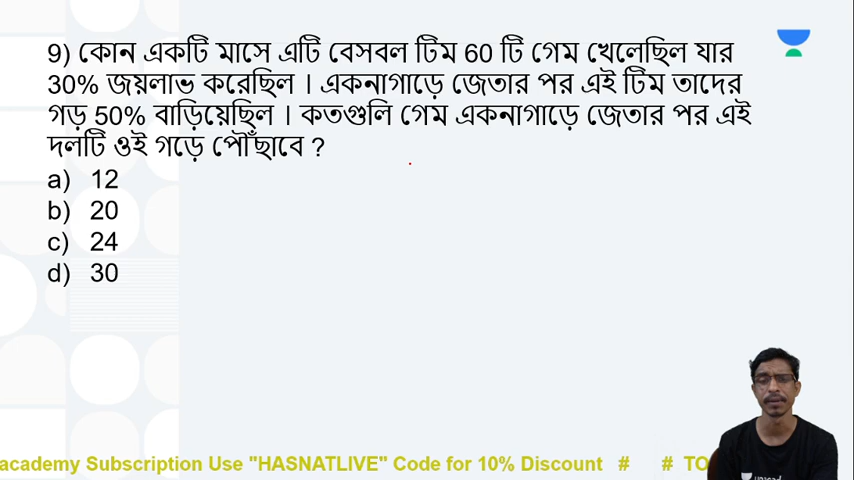 9) কোন একটি মাসে এটি বেসবল টিম 60 টি গেম খেলেছিল যার
30% জয়লাভ করেছিল । একনাগাড়ে জেতার পর এই টিম তাদের
গড় 50% বাড়িয়েছিল । কতগুলি গেম একনাগাড়ে জেতার পর এই
দলটি ওই গড়ে পৌঁছাবে ?
a) 12
b) 20
c) 24
d) 30
academy Subscription Use "HASNATLIVE" Code for 10% Discount # # TO